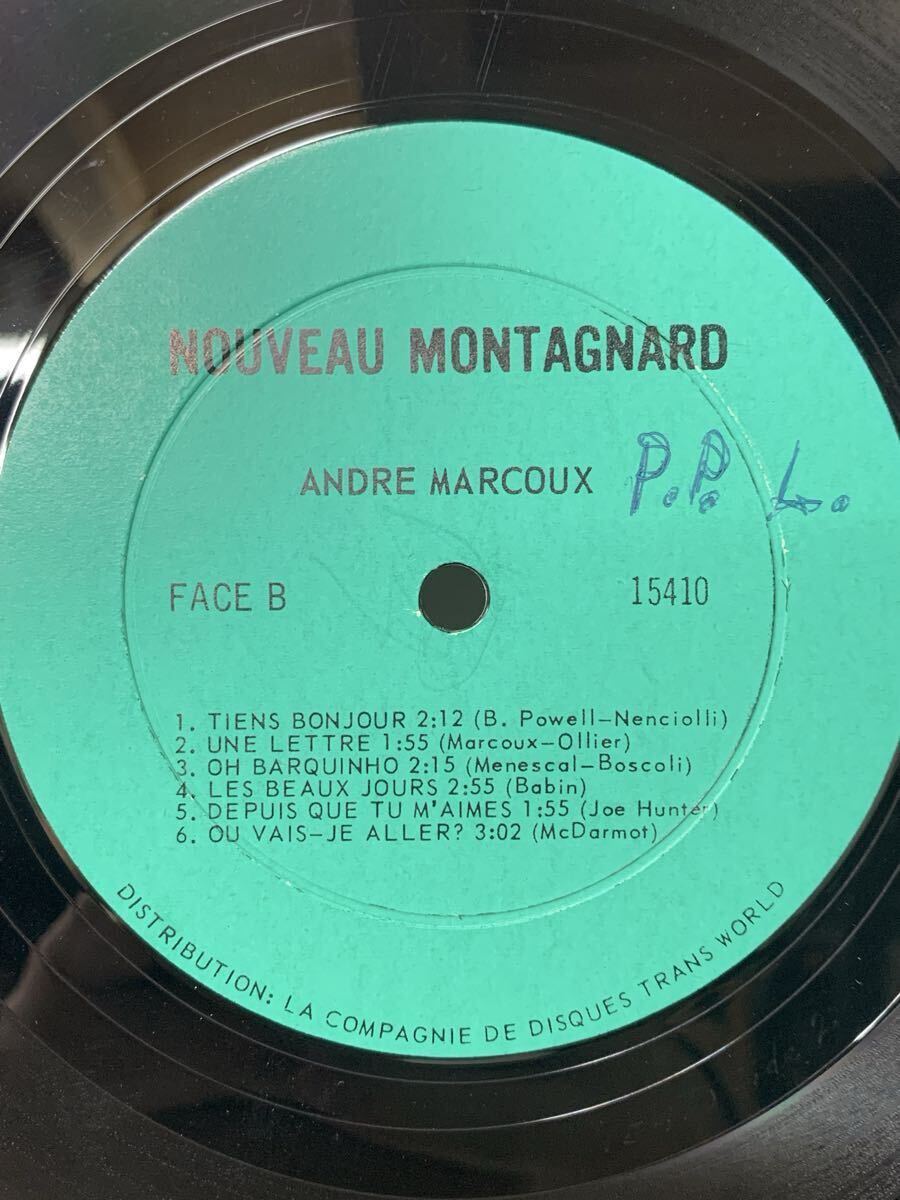 NOUVEAU MONTAGNARD
ANDRE MARCOUX P.P. L.
FACE B 15410
1. TIENS BONJOUR 2:12 (B. Powell-Nenciolli)
2. UNE LETTRE 1:55 (Marcoux-Ollier)
3. OH BARQUINHO 2:15 (Menescal-Boscoli)
4. LES BEAUX JOURS 2:55 (Babin)
5. DEPUIS QUE TU M'AIMES 1:55 (Joe Hunter)
6. OU VAIS-JE ALLER? 3:02 (McDarmot)
DISTRIBUTION: LA COMPAGNIE DE DISQUES TRANS WORLD